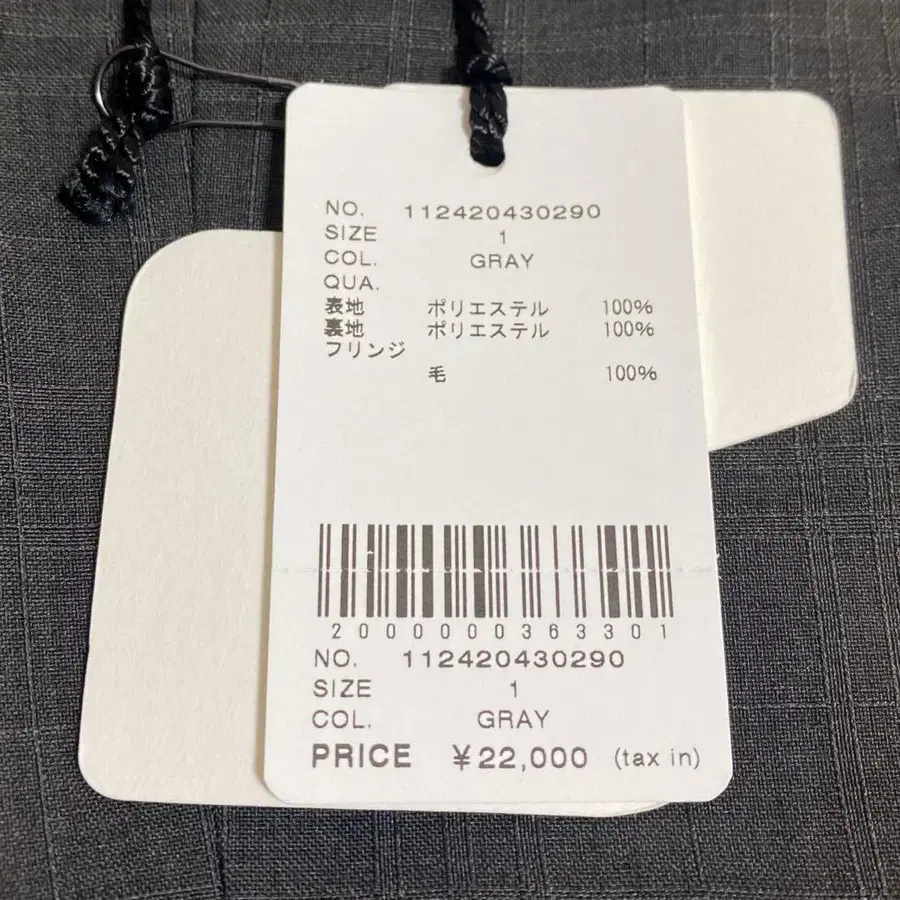 NO. 112420430290
SIZE 1
COL. GRAY
QUA.
表地 ポリエステル 100%
裏地 ポリエステル 100%
フリンジ
毛 100%
2000000363301
NO. 112420430290
SIZE 1
COL. GRAY
PRICE ¥22,000 (tax in)